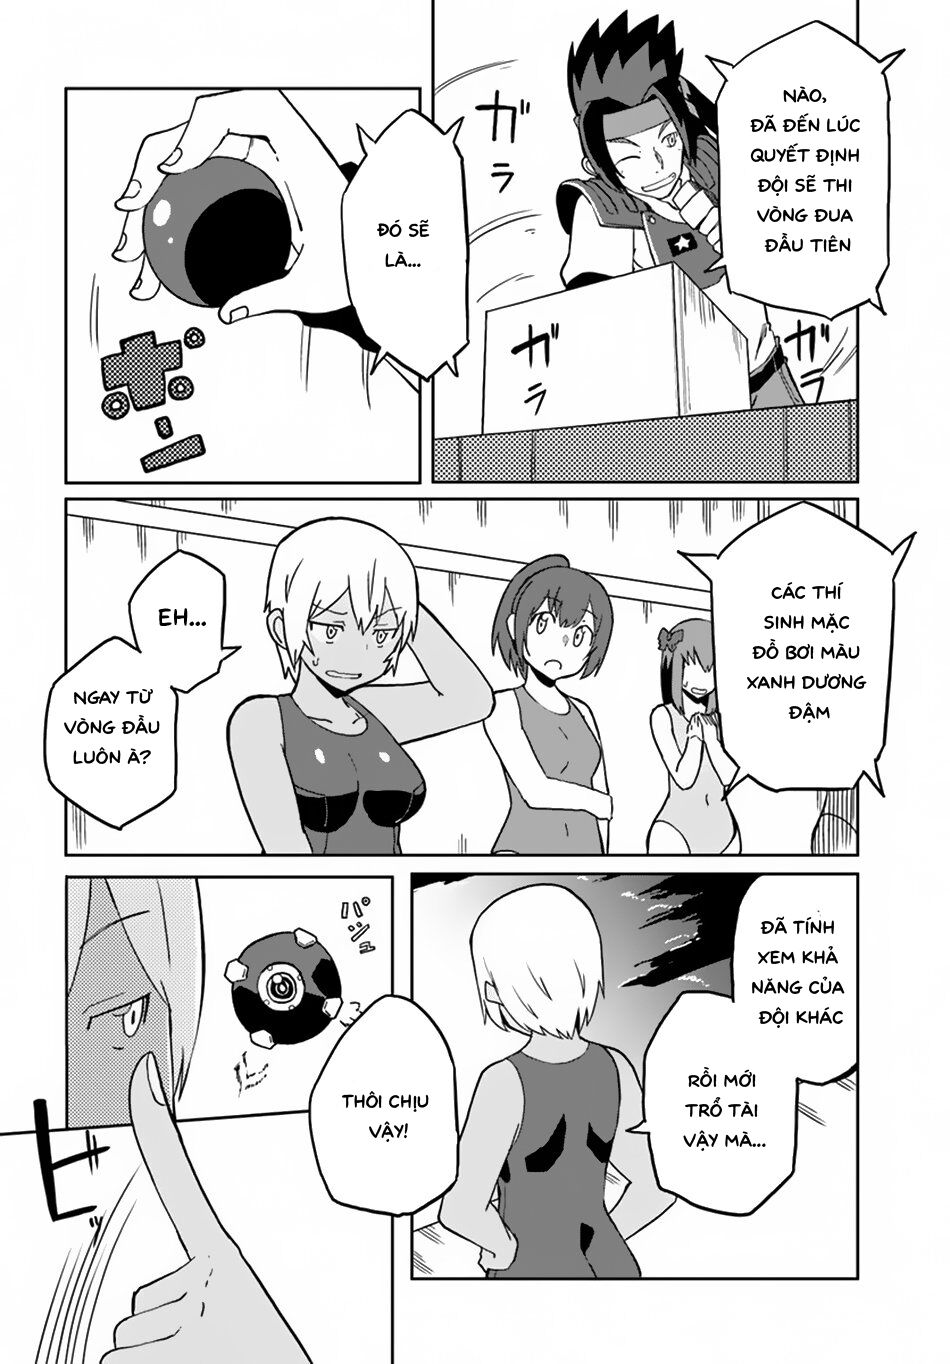 NÀO,
ĐÃ ĐẾN LÚC
QUYẾT ĐỊNH
ĐỘI SẼ THI
VÒNG ĐUA
ĐẦU TIÊN
ガ
ラ
ガ
ラ
ĐÓ SẼ
LÀ...
CÁC THÍ
SINH MẶC
ĐỒ BƠI MÀU
XANH DƯƠNG
ĐẬM
EH...
NGAY TỪ
VÒNG ĐẦU
LUÔN À?
ĐÃ TÍNH
XEM KHẢ
NĂNG CỦA
ĐỘI KHÁC
RỒI MỚI
TRỔ TÀI
VẬY MÀ...
THÔI CHỊU
VẬY!
パシュ
ビッ